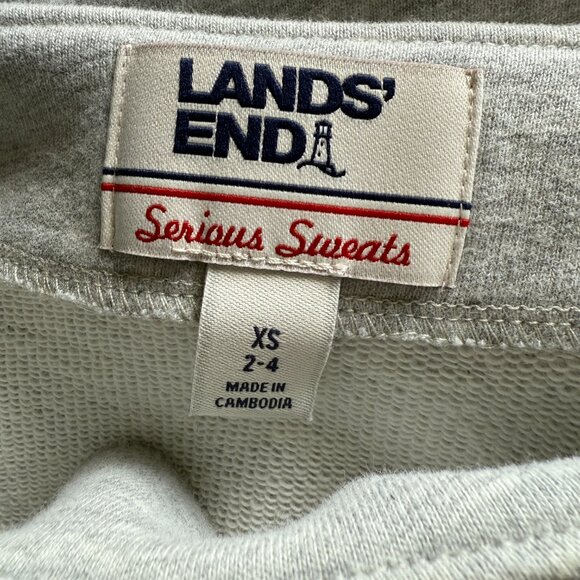 LANDS'
END
Serious Sweats
XS
2-4
MADE IN
CAMBODIA